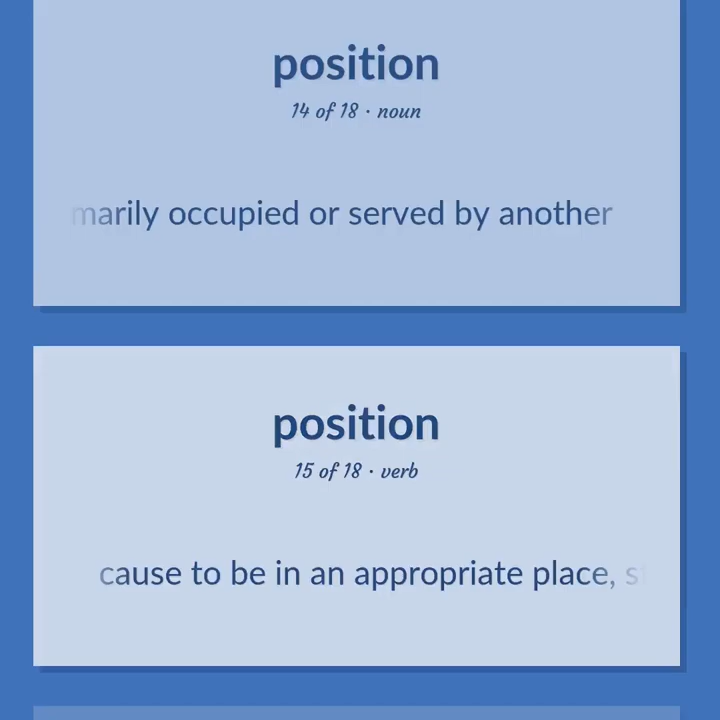 position
14 of 18 · noun
marily occupied or served by another
position
15 of 18 · verb
cause to be in an appropriate place,